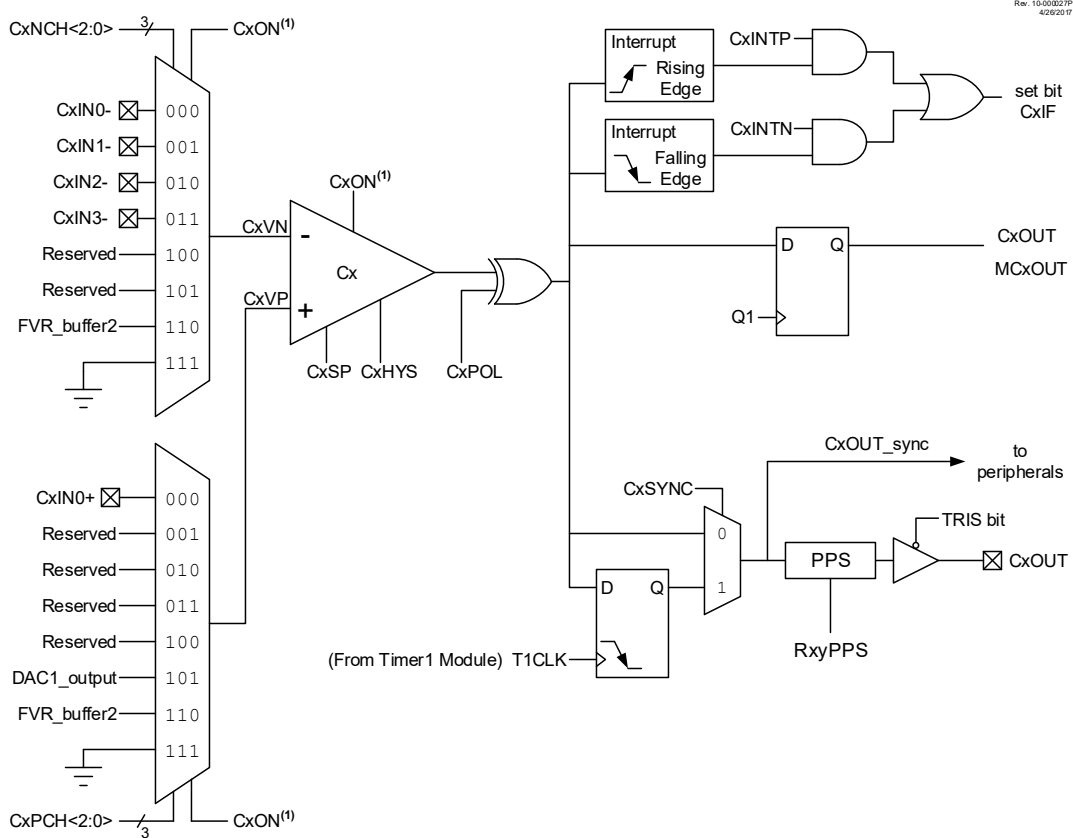 Rev. 10-000027P
4/26/2017
CxNCH<2:0>
3
CxON(1)
CxIN0-
000
CxIN1-
001
CxIN2-
010
CxIN3-
011
Reserved
100
Reserved
101
FVR_buffer2
110
111
CxVN
CxVP
CxON(1)
-
Cx
+
CxSP
CxHYS
CxPOL
Interrupt
Rising
Edge
CxINTP
Interrupt
Falling
Edge
CxINTN
set bit
CxIF
D
Q
Q1
CxOUT
MCxOUT
CxIN0+
000
Reserved
001
Reserved
010
Reserved
011
Reserved
100
DAC1_output
101
FVR_buffer2
110
111
CxPCH<2:0>
3
CxON(1)
CxSYNC
0
1
CxOUT_sync
to
peripherals
TRIS bit
PPS
CxOUT
RxyPPS
D
Q
(From Timer1 Module) T1CLK